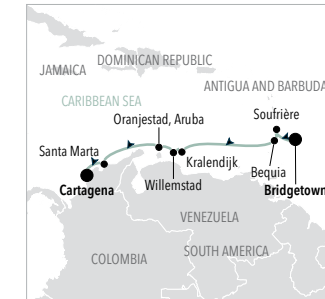 DOMINICAN REPUBLIC
JAMAICA
ANTIGUA AND BARBUDA
CARIBBEAN SEA
Soufrière
Oranjestad, Aruba
Santa Marta
Kralendijk
Bequia
Cartagena
Willemstad
Bridgetown
VENEZUELA
SOUTH AMERICA
COLOMBIA